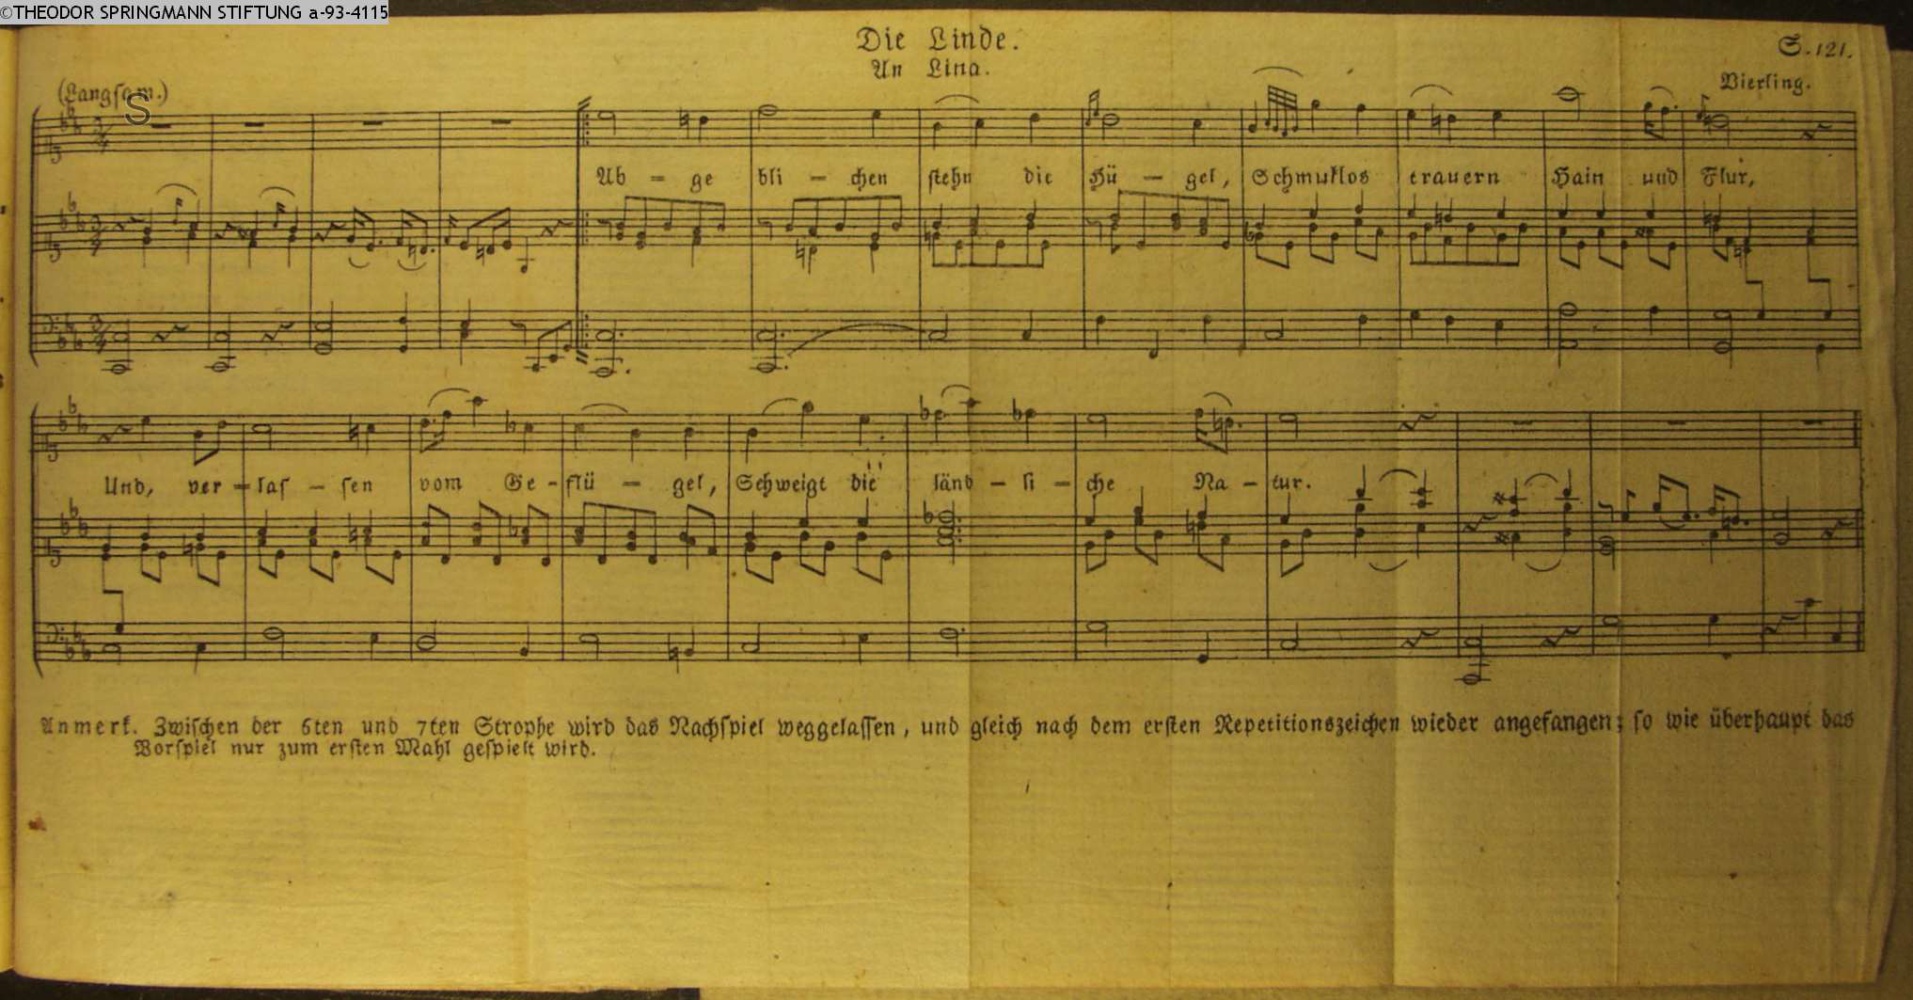 ©THEODOR SPRINGMANN STIFTUNG a-93-4115
Die Linde.
S. 121.
An Lina.
Vierling.
(Langſam.)
S
Ab = ge bli – chen ſtehn die Hü – gel, Schmuklos trauern Hain und Flur,
Und, ver = laſ – ſen vom Ge – flü – gel, Schweigt die länd – li – che Na – tur.
Anmerk. Zwiſchen der 6ten und 7ten Strophe wird das Nachſpiel weggelaſſen, und gleich nach dem erſten Repetitionszeichen wieder angefangen; ſo wie überhaupt das
Vorſpiel nur zum erſten Mahl geſpielt wird.